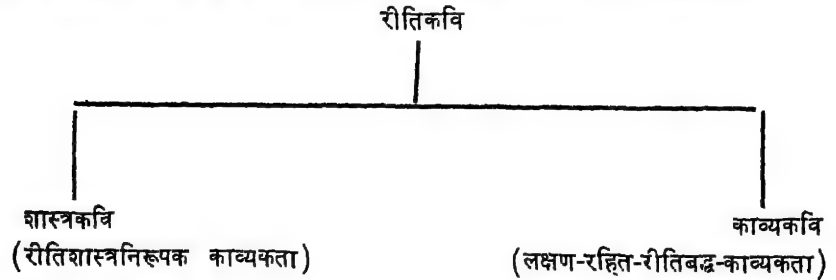 रीतिकवि
शास्त्रकवि
(रीतिशास्त्रनिरूपक काव्यकता)
काव्यकवि
(लक्षण-रहित-रीतिबद्ध-काव्यकता)